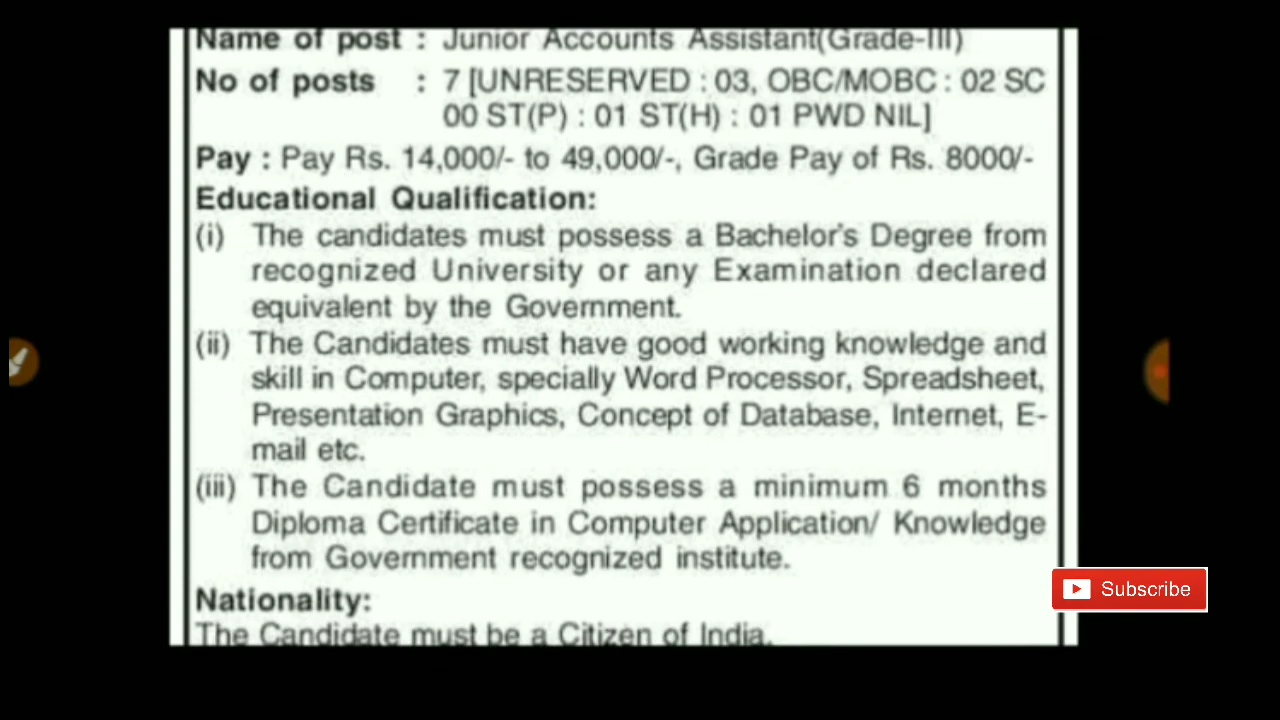 Name of post : Junior Accounts Assistant(Grade-III)
No of posts : 7 [UNRESERVED : 03, OBC/MOBC : 02 SC
00 ST(P) : 01 ST(H) : 01 PWD NIL]
Pay : Pay Rs. 14,000/- to 49,000/-, Grade Pay of Rs. 8000/-
Educational Qualification:
(i) The candidates must possess a Bachelor's Degree from
recognized University or any Examination declared
equivalent by the Government.
(ii) The Candidates must have good working knowledge and
skill in Computer, specially Word Processor, Spreadsheet,
Presentation Graphics, Concept of Database, Internet, E-
mail etc.
(iii) The Candidate must possess a minimum 6 months
Diploma Certificate in Computer Application/ Knowledge
from Government recognized institute.
Subscribe
Nationality:
The Candidate must be a Citizen of India.